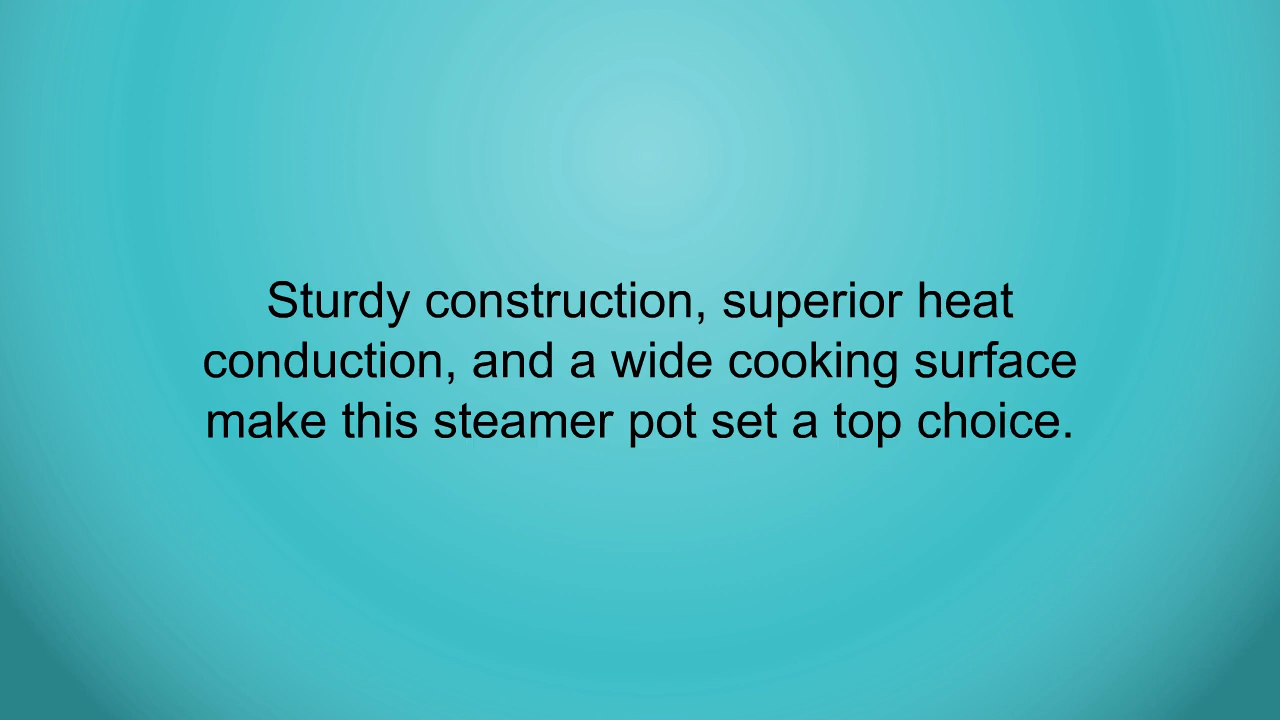 Sturdy construction, superior heat
conduction, and a wide cooking surface
make this steamer pot set a top choice.